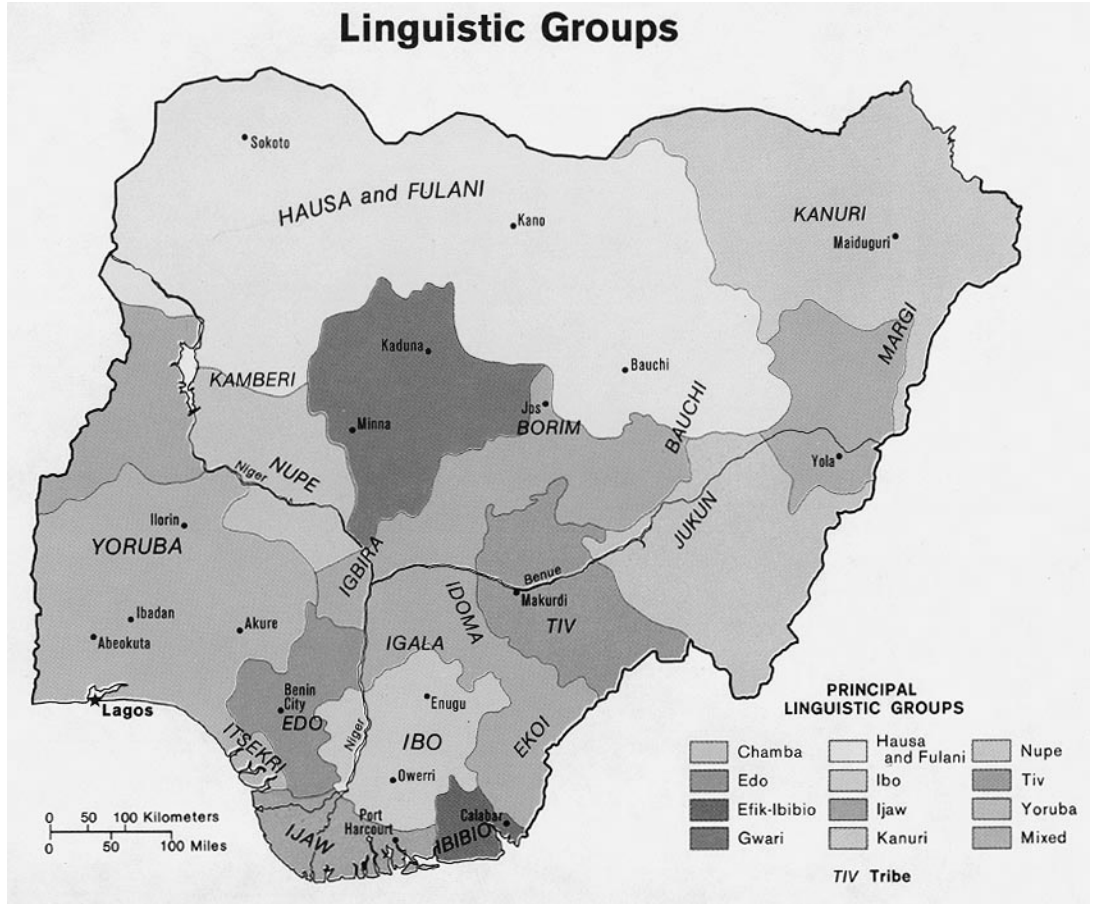 Linguistic Groups
Sokoto
HAUSA and FULANI
Kano
KANURI
Maiduguri
MARGI
Kaduna
Bauchi
KAMBERI
Jos
BORIM
BAUCHI
Minna
Yola
NUPE
Niger
JUKUN
Ilorin
YORUBA
IGBIRA
Benue
Makurdi
IDOMA
TIV
Ibadan
Akure
Abeokuta
IGALA
Benin
City
EDO
Enugu
Lagos
ITSEKRI
Niger
IBO
EKOI
Owerri
Port
Harcourt
Calabar
IJAW
IBIBIO
0 50 100 Kilometers
0 50 100 Miles
PRINCIPAL
LINGUISTIC GROUPS
Chamba
Edo
Efik-Ibibio
Gwari
Hausa
and Fulani
Ibo
Ijaw
Kanuri
Nupe
Tiv
Yoruba
Mixed
TIV Tribe